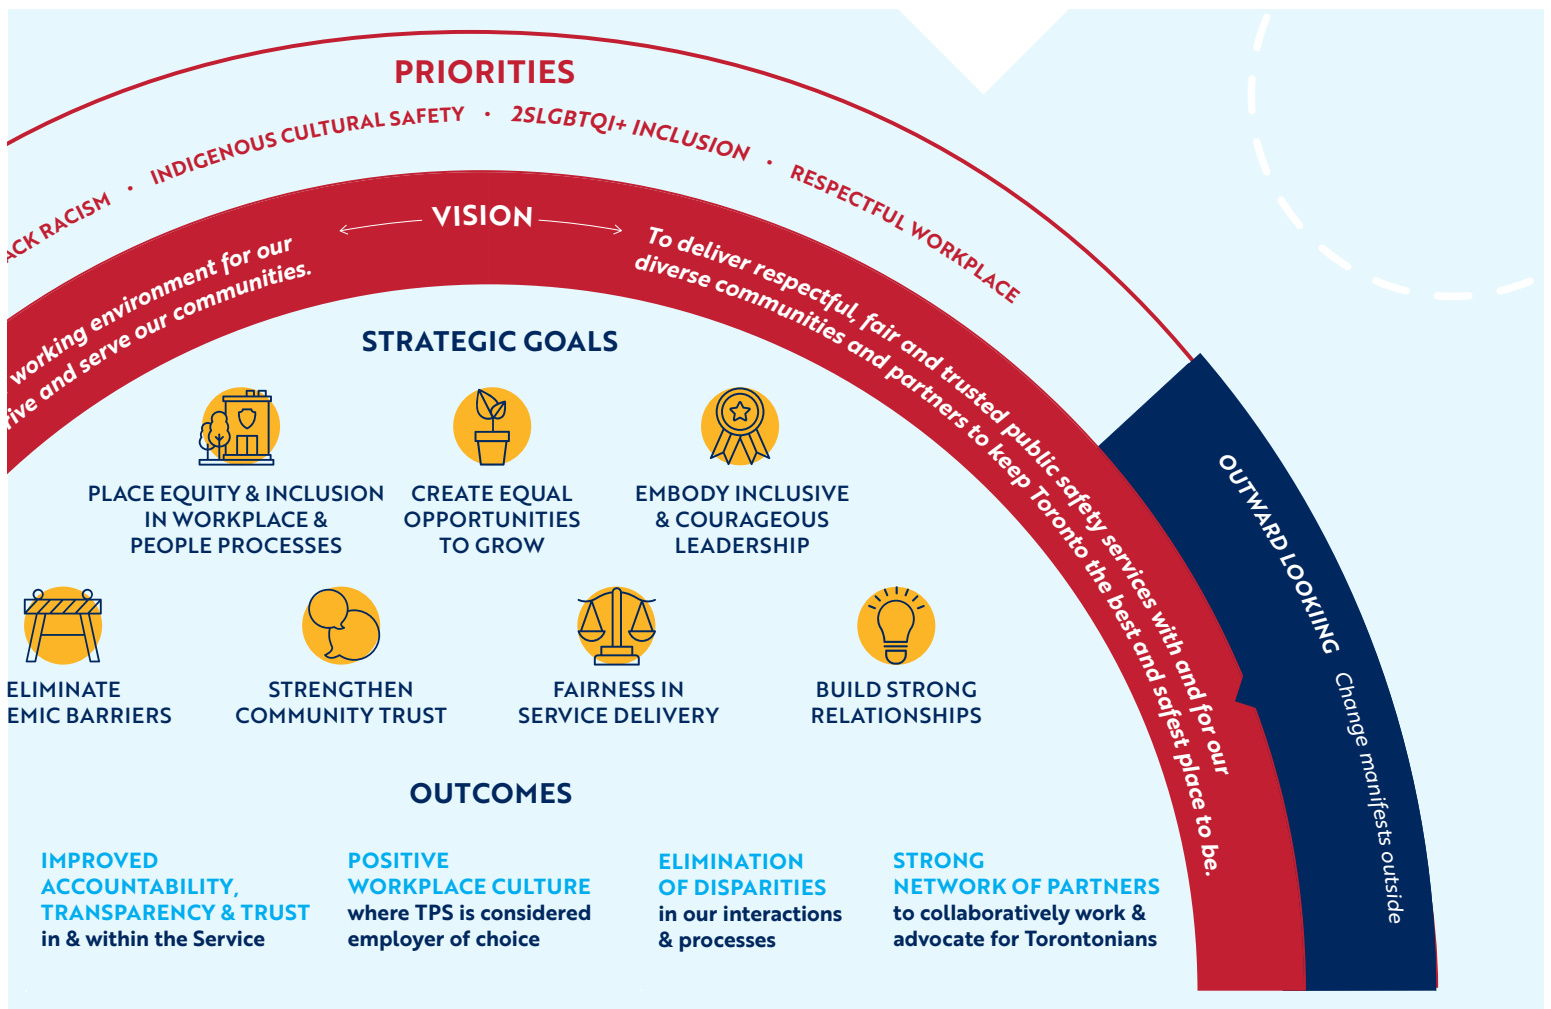 PRIORITIES
ACK RACISM • INDIGENOUS CULTURAL SAFETY • 2SLGBTQI+ INCLUSION • RESPECTFUL WORKPLACE
VISION
working environment for our
rive and serve our communities.
To deliver respectful, fair and trusted public safety services with and for our
diverse communities and partners to keep Toronto the best and safest place to be.
OUTWARD LOOKING Change manifests outside
STRATEGIC GOALS
PLACE EQUITY & INCLUSION
IN WORKPLACE &
PEOPLE PROCESSES
CREATE EQUAL
OPPORTUNITIES
TO GROW
EMBODY INCLUSIVE
& COURAGEOUS
LEADERSHIP
ELIMINATE
EMIC BARRIERS
STRENGTHEN
COMMUNITY TRUST
FAIRNESS IN
SERVICE DELIVERY
BUILD STRONG
RELATIONSHIPS
OUTCOMES
IMPROVED
ACCOUNTABILITY,
TRANSPARENCY & TRUST
in & within the Service
POSITIVE
WORKPLACE CULTURE
where TPS is considered
employer of choice
ELIMINATION
OF DISPARITIES
in our interactions
& processes
STRONG
NETWORK OF PARTNERS
to collaboratively work &
advocate for Torontonians